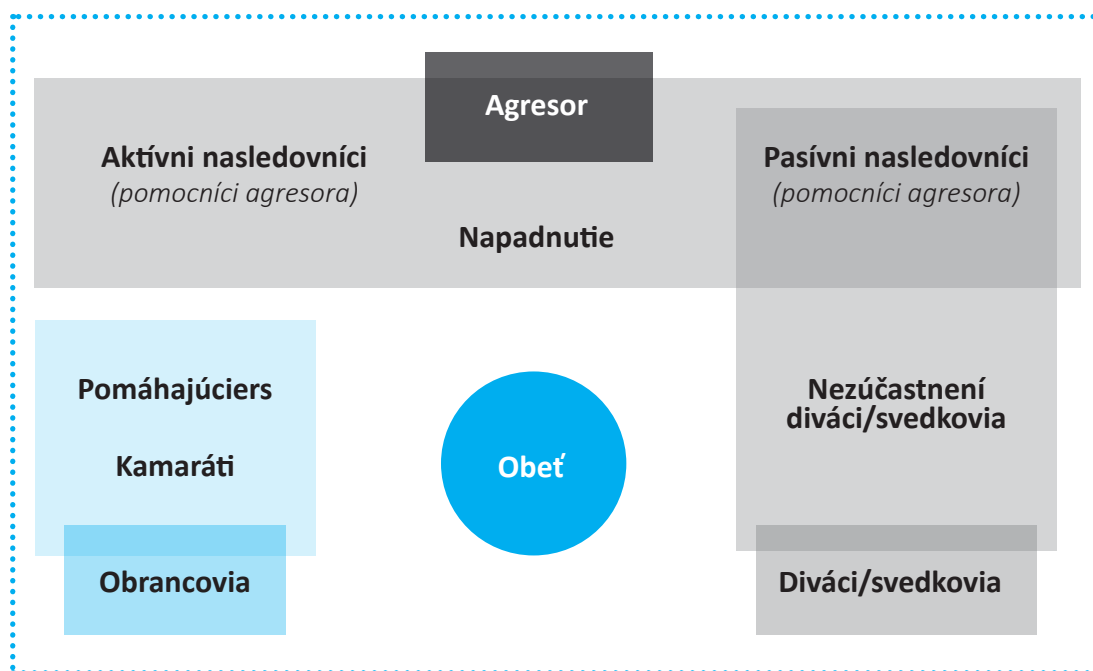 Agresor
Aktívni nasledovníci
(pomocníci agresora)
Pasívni nasledovníci
(pomocníci agresora)
Napadnutie
Pomáhajúciers
Kamaráti
Obeť
Nezúčastnení
diváci/svedkovia
Obrancovia
Diváci/svedkovia